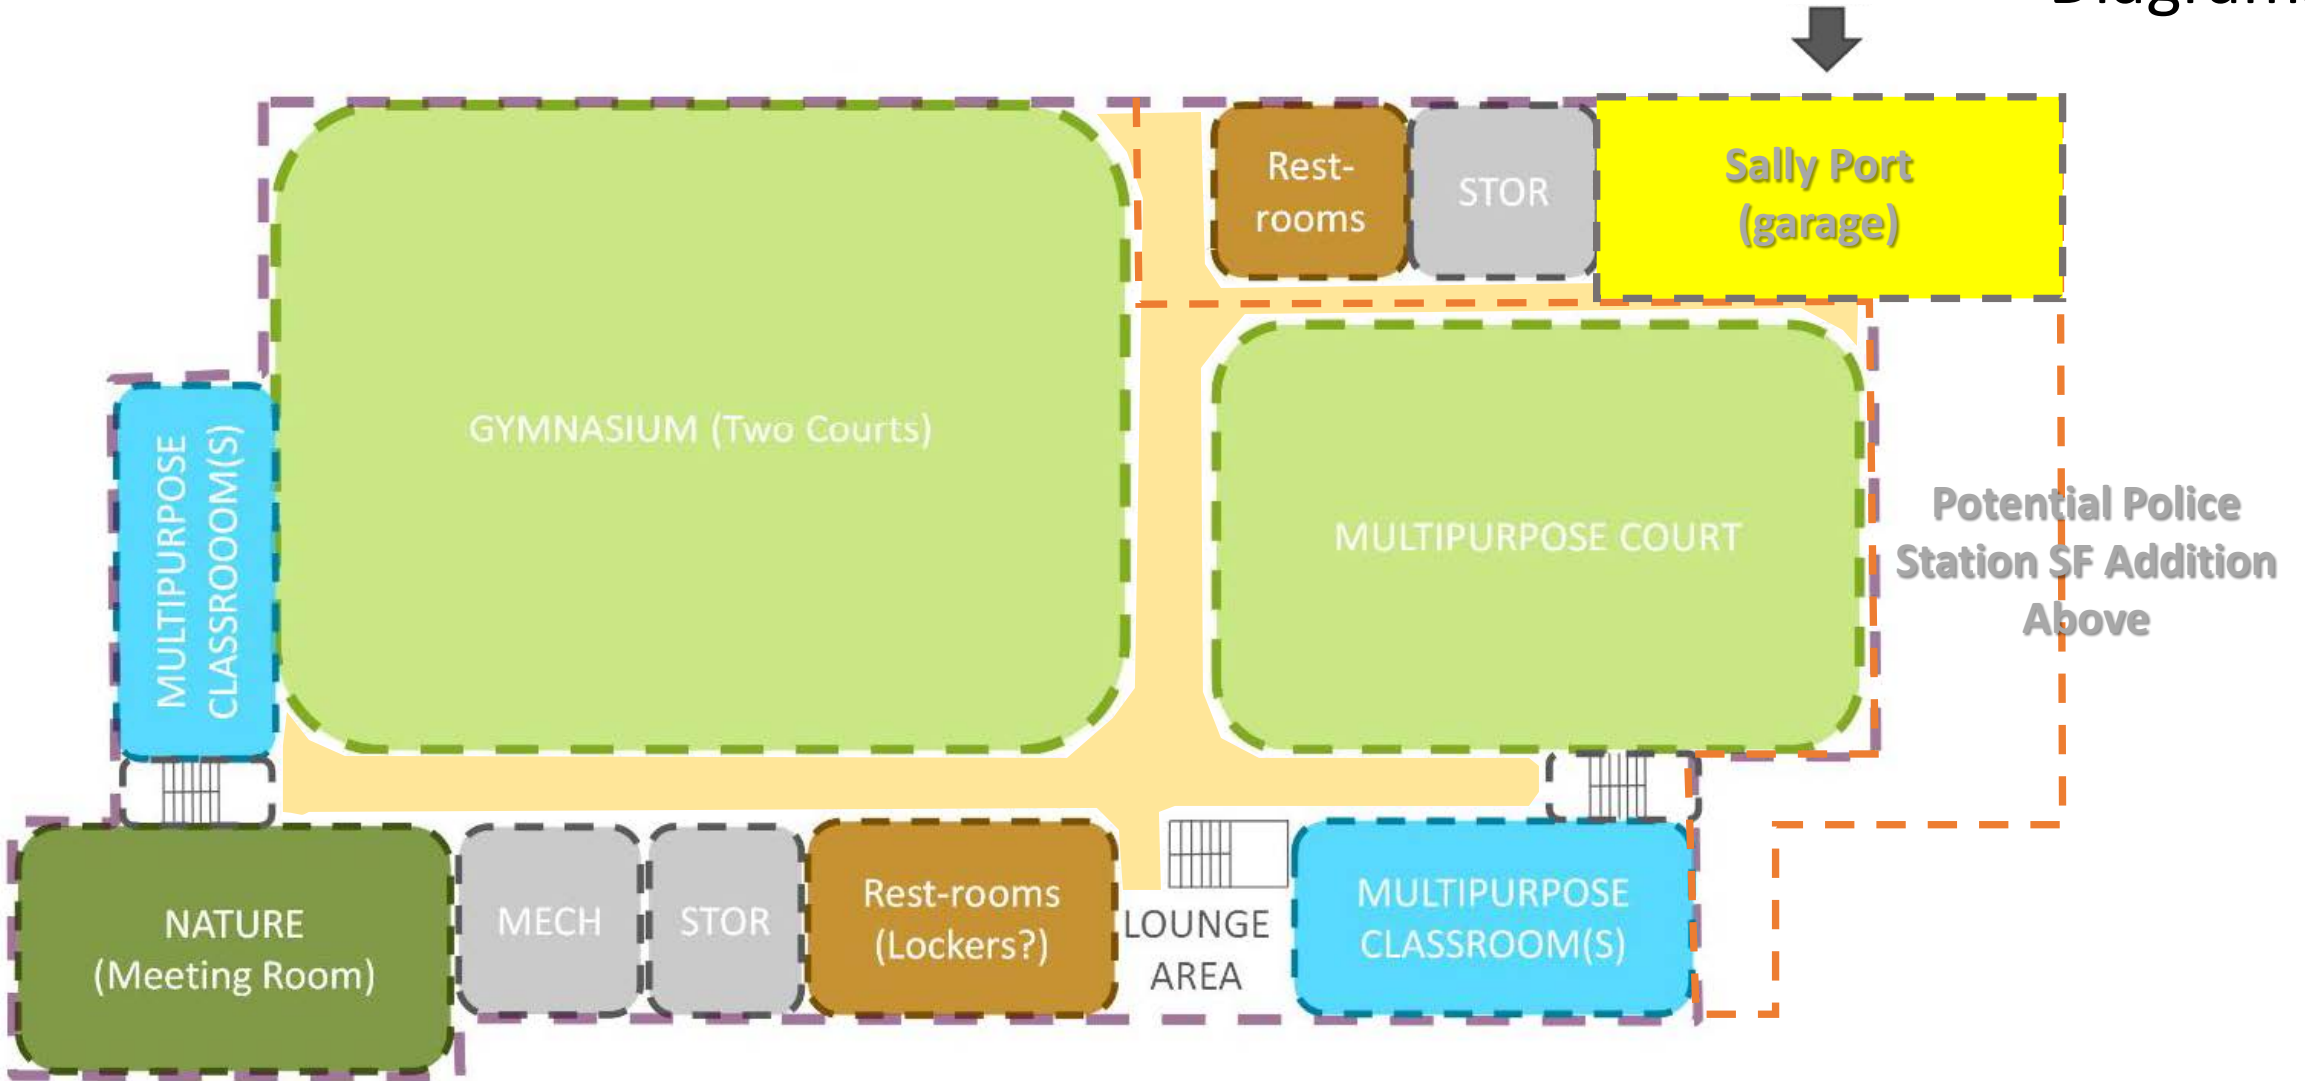 Diagram
Rest-
rooms
STOR
Sally Port
(garage)
GYMNASIUM (Two Courts)
MULTIPURPOSE
CLASSROOOM(S)
MULTIPURPOSE COURT
Potential Police
Station SF Addition
Above
NATURE
(Meeting Room)
MECH
STOR
Rest-rooms
(Lockers?)
LOUNGE
AREA
MULTIPURPOSE
CLASSROOM(S)